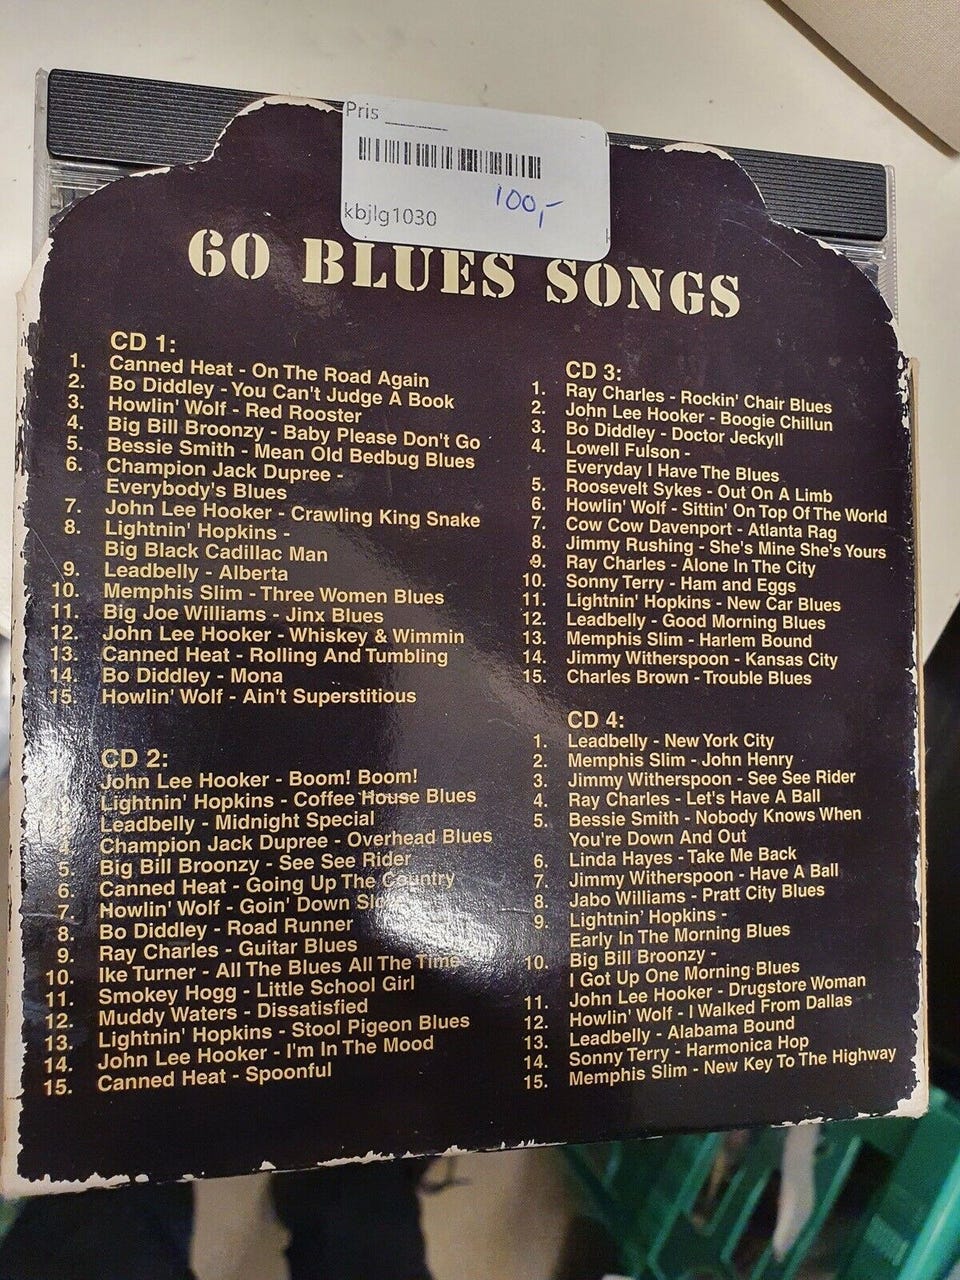 Pris
100,-
kbjlg1030
60 BLUES SONGS
CD 1:
1. Canned Heat - On The Road Again
2. Bo Diddley - You Can't Judge A Book
3. Howlin' Wolf - Red Rooster
4. Big Bill Broonzy - Baby Please Don't Go
5. Bessie Smith - Mean Old Bedbug Blues
6. Champion Jack Dupree -
Everybody's Blues
7. John Lee Hooker - Crawling King Snake
8. Lightnin' Hopkins -
Big Black Cadillac Man
9. Leadbelly - Alberta
10. Memphis Slim - Three Women Blues
11. Big Joe Williams - Jinx Blues
12. John Lee Hooker - Whiskey & Wimmin
13. Canned Heat - Rolling And Tumbling
14. Bo Diddley - Mona
15. Howlin' Wolf - Ain't Superstitious
CD 2:
John Lee Hooker - Boom! Boom!
Lightnin' Hopkins - Coffee House Blues
Leadbelly - Midnight Special
4. Champion Jack Dupree - Overhead Blues
5. Big Bill Broonzy - See See Rider
6. Canned Heat - Going Up The Country
7. Howlin' Wolf - Goin' Down
8. Bo Diddley - Road Runner
9. Ray Charles - Guitar Blues
10. Ike Turner - All The Blues All The Time
11. Smokey Hogg - Little School Girl
12. Muddy Waters - Dissatisfied
13. Lightnin' Hopkins - Stool Pigeon Blues
14. John Lee Hooker - I'm In The Mood
15. Canned Heat - Spoonful
CD 3:
1. Ray Charles - Rockin' Chair Blues
2. John Lee Hooker - Boogie Chillun
3. Bo Diddley - Doctor Jeckyll
4. Lowell Fulson -
Everyday I Have The Blues
5. Roosevelt Sykes - Out On A Limb
6. Howlin' Wolf - Sittin' On Top Of The World
7. Cow Cow Davenport - Atlanta Rag
8. Jimmy Rushing - She's Mine She's Yours
9. Ray Charles - Alone In The City
10. Sonny Terry - Ham and Eggs
11. Lightnin' Hopkins - New Car Blues
12. Leadbelly - Good Morning Blues
13. Memphis Slim - Harlem Bound
14. Jimmy Witherspoon - Kansas City
15. Charles Brown - Trouble Blues
CD 4:
1. Leadbelly - New York City
2. Memphis Slim - John Henry
3. Jimmy Witherspoon - See See Rider
4. Ray Charles - Let's Have A Ball
5. Bessie Smith - Nobody Knows When
You're Down And Out
6. Linda Hayes - Take Me Back
7. Jimmy Witherspoon - Have A Ball
8. Jabo Williams - Pratt City Blues
9. Lightnin' Hopkins -
Early In The Morning Blues
10. Big Bill Broonzy -
I Got Up One Morning Blues
11. John Lee Hooker - Drugstore Woman
12. Howlin' Wolf - I Walked From Dallas
13. Leadbelly - Alabama Bound
14. Sonny Terry - Harmonica Hop
15. Memphis Slim - New Key To The Highway